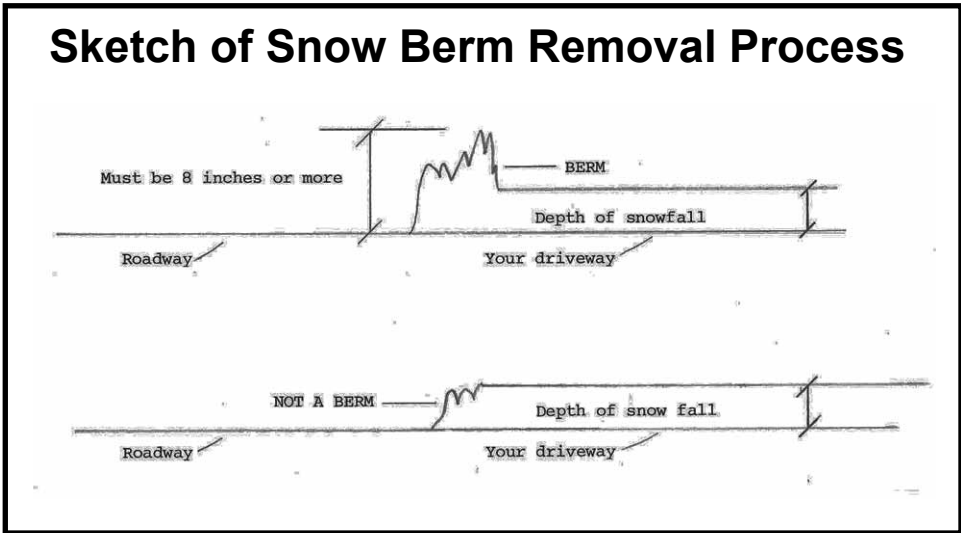 Sketch of Snow Berm Removal Process
Must be 8 inches or more
BERM
Depth of snowfall
Roadway
Your driveway
NOT A BERM
Depth of snow fall
Roadway
Your driveway